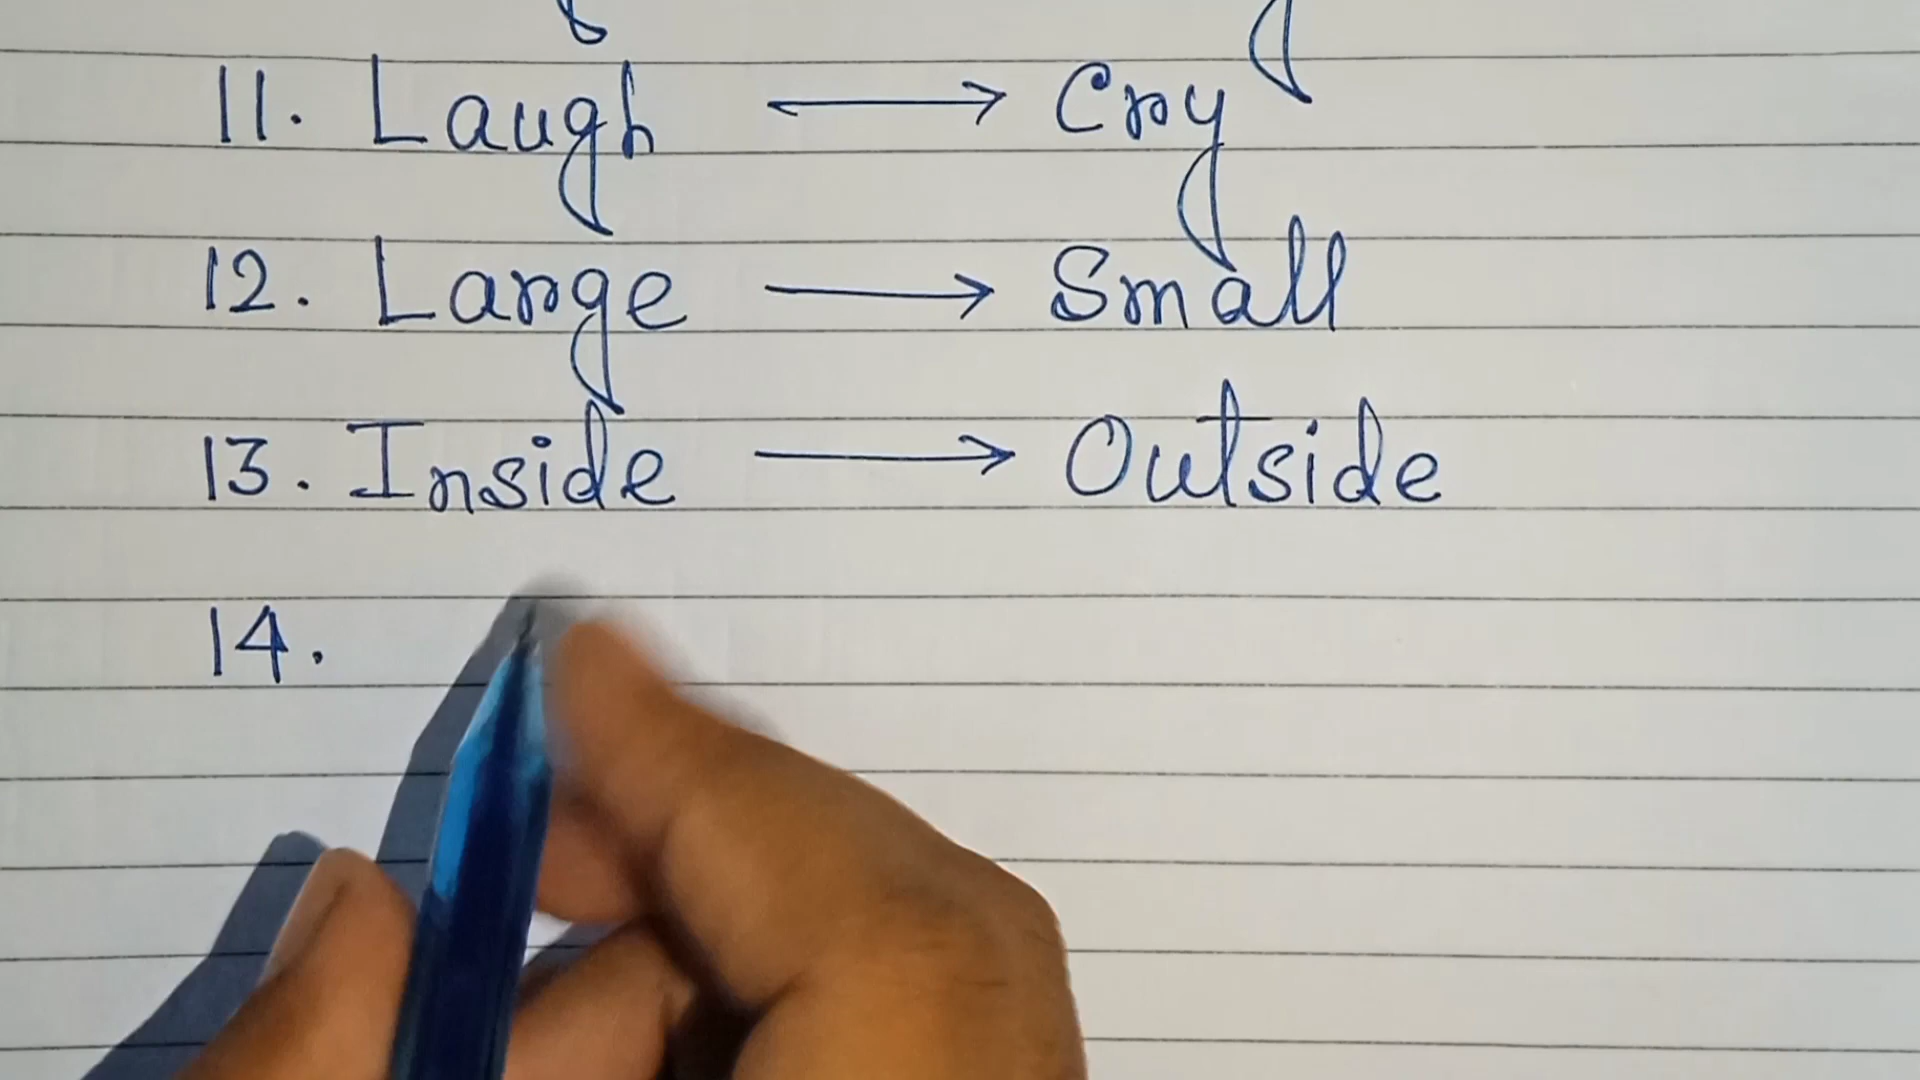 11. Laugh ⟷ Cry
12. Large → Small
13. Inside → Outside
14.